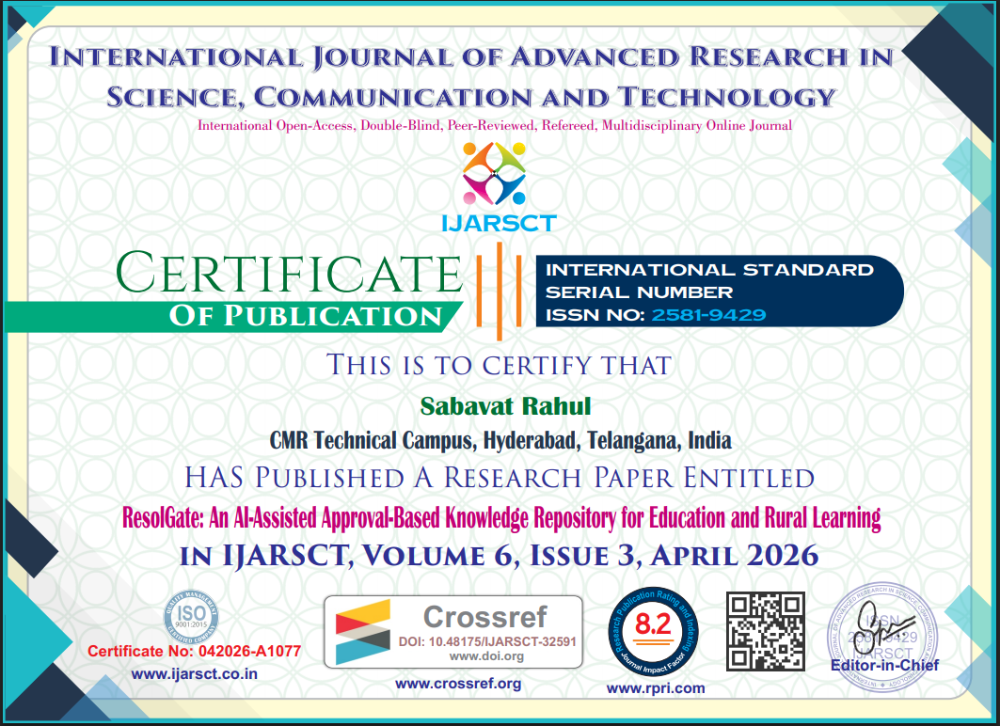 International Journal of Advanced Research in
Science, Communication and Technology
International Open-Access, Double-Blind, Peer-Reviewed, Refereed, Multidisciplinary Online Journal
IJARSCT
Certificate
Of Publication
INTERNATIONAL STANDARD
SERIAL NUMBER
ISSN NO: 2581-9429
This is to certify that
Sabavat Rahul
CMR Technical Campus, Hyderabad, Telangana, India
has Published A Research Paper Entitled
ResolGate: An AI-Assisted Approval-Based Knowledge Repository for Education and Rural Learning
in IJARSCT, Volume 6, Issue 3, April 2026
QUALITY MANAGEMENT
ISO
9001:2015
CERTIFIED COMPANY
Certificate No: 042026-A1077
www.ijarsct.co.in
Crossref
DOI: 10.48175/IJARSCT-32591
www.doi.org
www.crossref.org
Research Publication Rating and Indexing
8.2
Journal Impact Factor
www.rpri.com
ISSN
IJARSCT
Editor-in-Chief